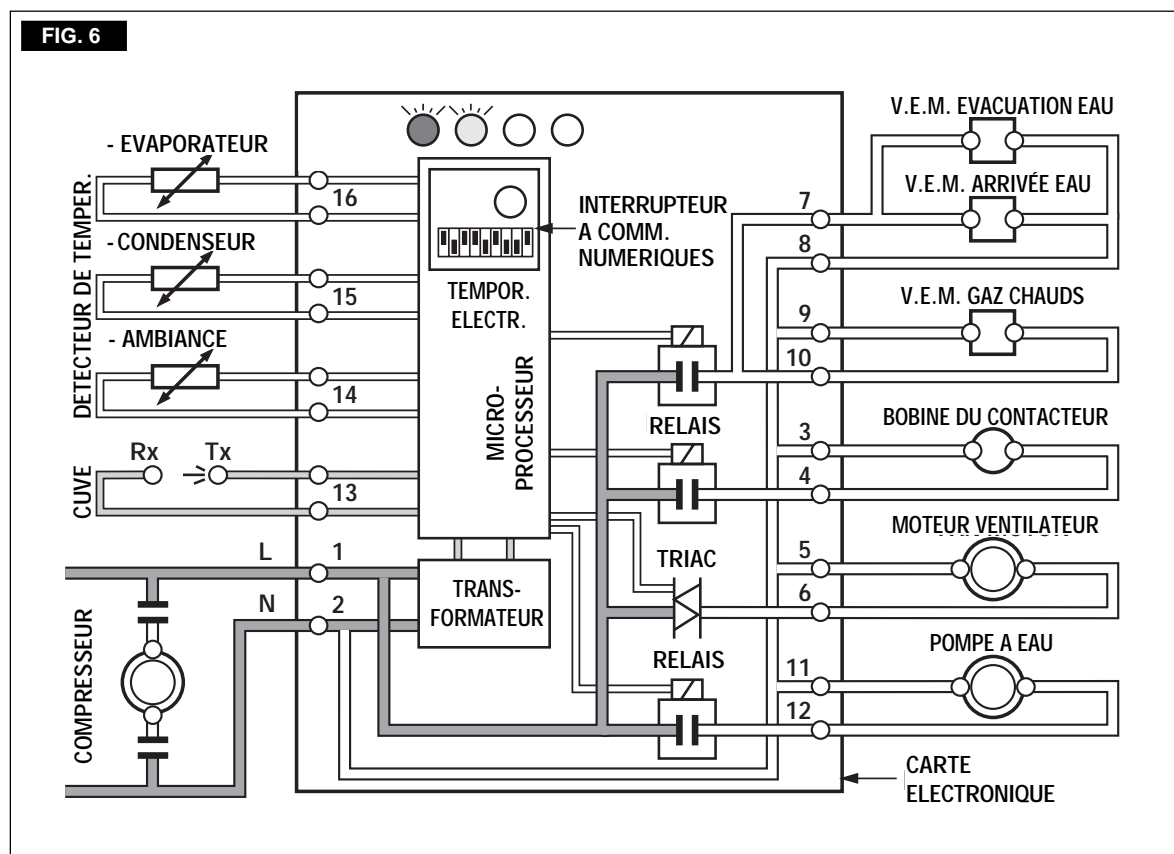 FIG. 6
- EVAPORATEUR
16
-CONDENSEUR
15
- AMBIANCE
14
DETECTEUR DE TEMPER.
Rx
Tx
13
CUVE
L
1
N
2
COMPRESSEUR
INTERRUPTEUR
A COMM.
NUMERIQUES
TEMPOR.
ELECTR.
MICRO-
PROCESSEUR
TRANS-
FORMATEUR
RELAIS
TRIAC
RELAIS
V.E.M. EVACUATION EAU
V.E.M. ARRIVÉE EAU
7
8
V.E.M. GAZ CHAUDS
9
10
BOBINE DU CONTACTEUR
3
4
MOTEUR VENTILATEUR
5
6
POMPE A EAU
11
12
CARTE
ELECTRONIQUE